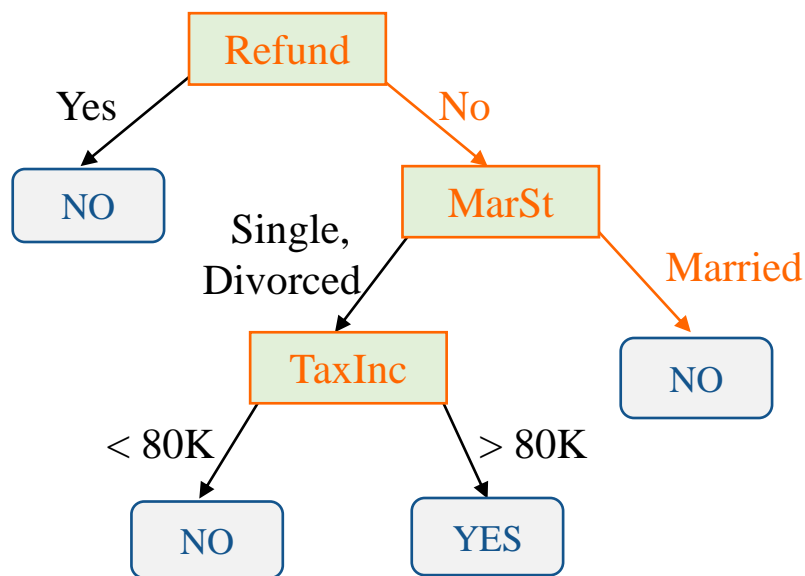 Refund
Yes
No
NO
MarSt
Single,
Divorced
Married
TaxInc
NO
< 80K
> 80K
NO
YES